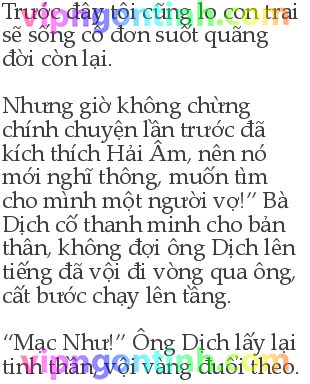 Trước đây tôi cũng lo con trai
sẽ sống cô đơn suốt quãng
đời còn lại.
Nhưng giờ không chừng
chính chuyện lần trước đã
kích thích Hải Âm, nên nó
mới nghĩ thông, muốn tìm
cho mình một người vợ!” Bà
Dịch cố thanh minh cho bản
thân, không đợi ông Dịch lên
tiếng đã vội đi vòng qua ông,
cất bước chạy lên tầng.
“Mạc Như!” Ông Dịch lấy lại
tinh thần, vội vàng đuổi theo.
vipngontinh.com
vipngontinh.com